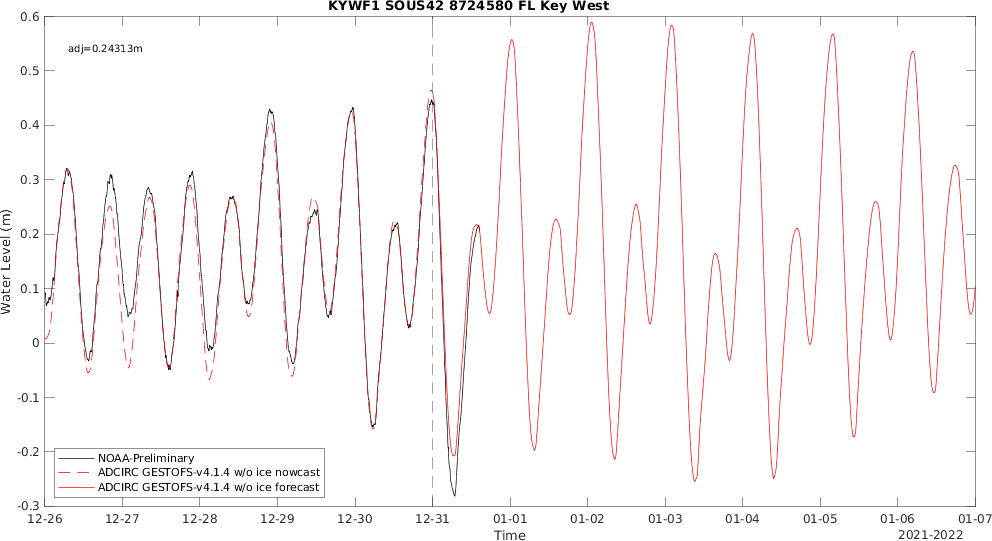 KYWF1 SOUS42 8724580 FL Key West
adj=0.24313m
0.6
0.5
0.4
0.3
0.2
0.1
0
-0.1
-0.2
-0.3
Water Level (m)
NOAA-Preliminary
ADCIRC GESTOFS-v4.1.4 w/o ice nowcast
ADCIRC GESTOFS-v4.1.4 w/o ice forecast
12-26 12-27 12-28 12-29 12-30 12-31 01-01 01-02 01-03 01-04 01-05 01-06 01-07
Time
2021-2022